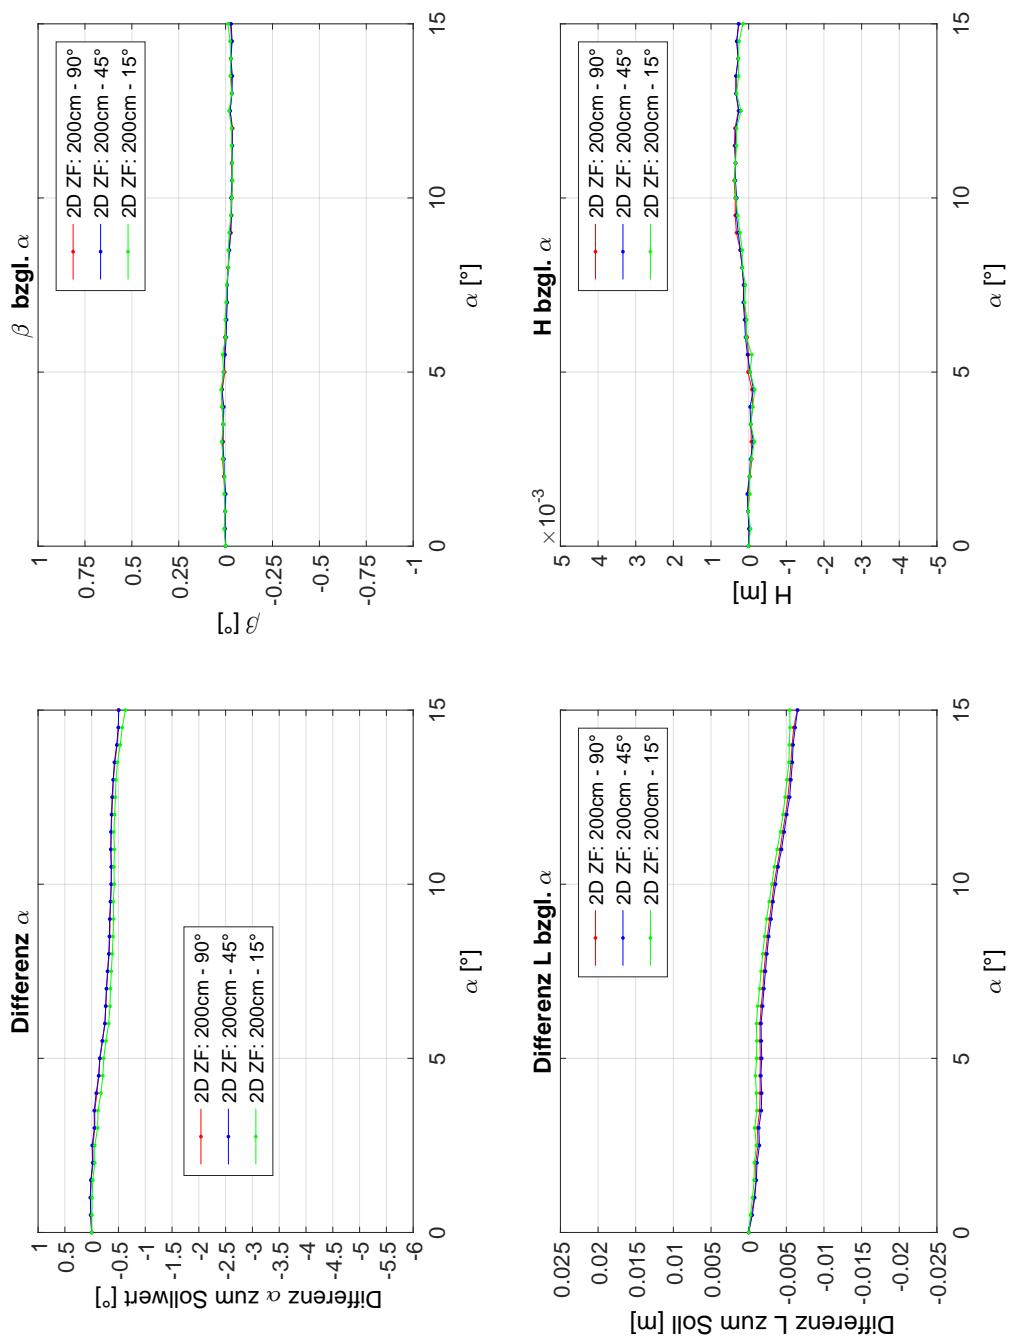 Differenz α
1
0.5
0
-0.5
-1
-1.5
-2
-2.5
-3
-3.5
-4
-4.5
-5
-5.5
-6
Differenz α zum Sollwert [°]
0
5
10
15
α [°]
2D ZF: 200cm - 90°
2D ZF: 200cm - 45°
2D ZF: 200cm - 15°
β bzgl. α
1
0.75
0.5
0.25
0
-0.25
-0.5
-0.75
-1
β [°]
0
5
10
15
α [°]
2D ZF: 200cm - 90°
2D ZF: 200cm - 45°
2D ZF: 200cm - 15°
Differenz L bzgl. α
0.025
0.02
0.015
0.01
0.005
0
-0.005
-0.01
-0.015
-0.02
-0.025
Differenz L zum Soll [m]
0
5
10
15
α [°]
2D ZF: 200cm - 90°
2D ZF: 200cm - 45°
2D ZF: 200cm - 15°
H bzgl. α
×10⁻³
5
4
3
2
1
0
-1
-2
-3
-4
-5
H [m]
0
5
10
15
α [°]
2D ZF: 200cm - 90°
2D ZF: 200cm - 45°
2D ZF: 200cm - 15°